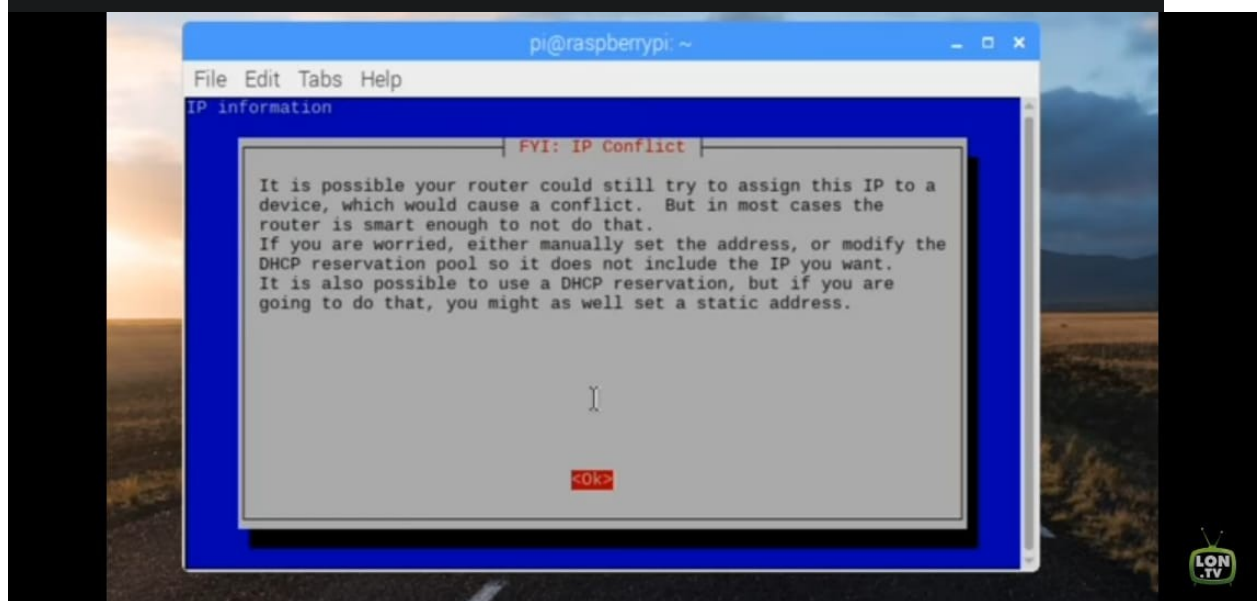 pi@raspberrypi: ~
File Edit Tabs Help
IP information
FYI: IP Conflict
It is possible your router could still try to assign this IP to a
device, which would cause a conflict.  But in most cases the
router is smart enough to not do that.
If you are worried, either manually set the address, or modify the
DHCP reservation pool so it does not include the IP you want.
It is also possible to use a DHCP reservation, but if you are
going to do that, you might as well set a static address.
<Ok>
LON
.TV